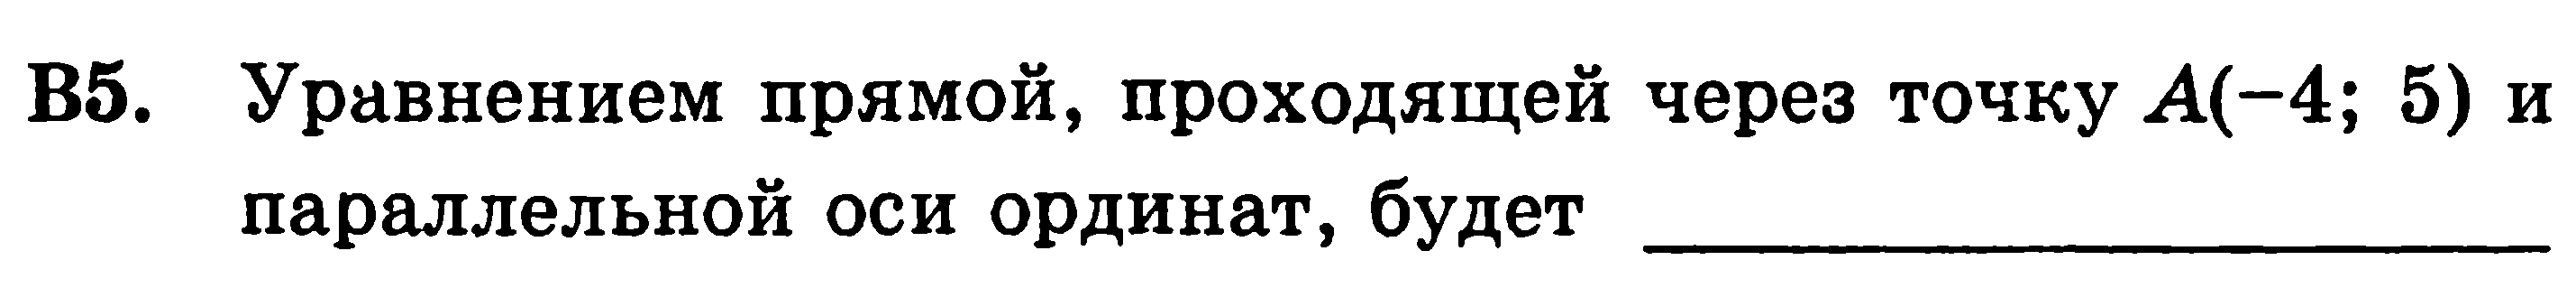 В5. Уравнением прямой, проходящей через точку A(−4; 5) и
параллельной оси ординат, будет